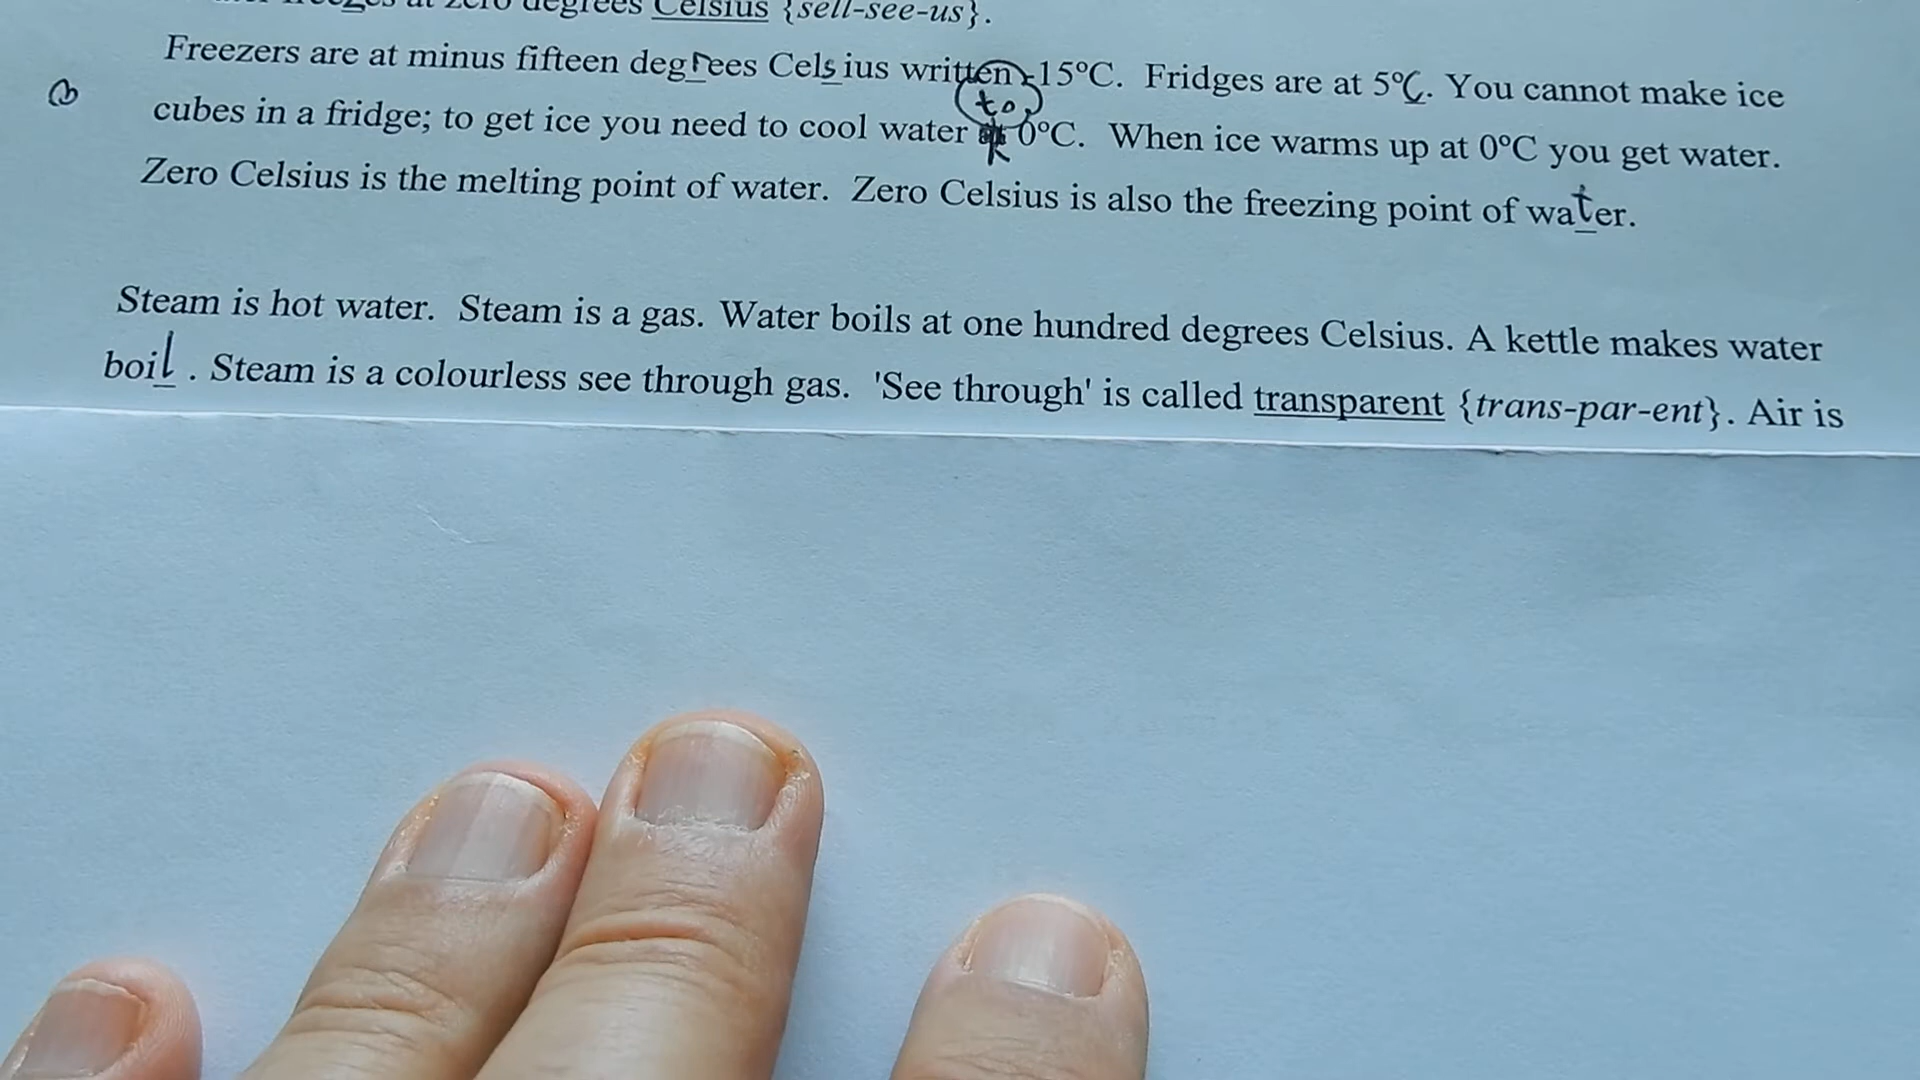 freezes at zero degrees Celsius {sell-see-us}.
Freezers are at minus fifteen degrees Celsius written -15°C. Fridges are at 5°C. You cannot make ice
to
cubes in a fridge; to get ice you need to cool water 0°C. When ice warms up at 0°C you get water.
Zero Celsius is the melting point of water. Zero Celsius is also the freezing point of water.
Steam is hot water. Steam is a gas. Water boils at one hundred degrees Celsius. A kettle makes water
boil. Steam is a colourless see through gas. 'See through' is called transparent {trans-par-ent}. Air is